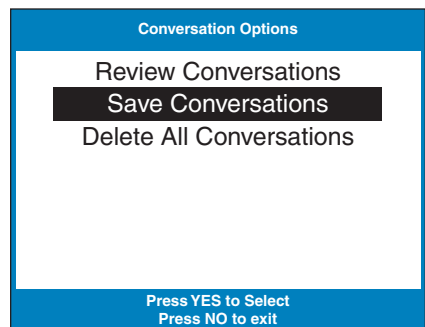 Conversation Options
Review Conversations
Save Conversations
Delete All Conversations
Press YES to Select
Press NO to exit